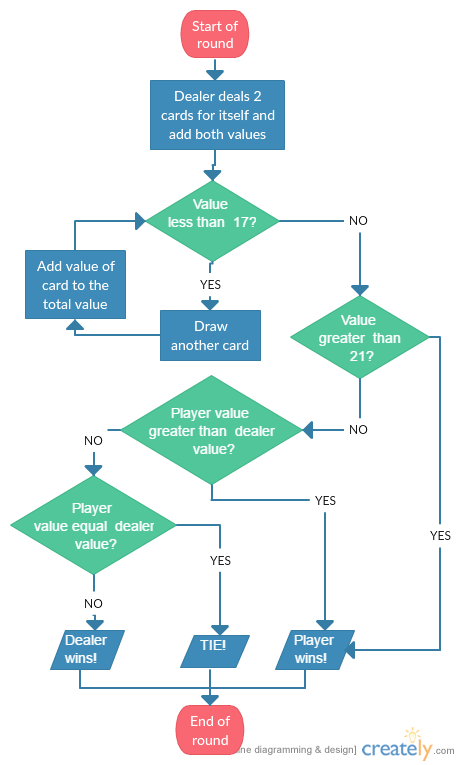 Start of
round
Dealer deals 2
cards for itself and
add both values
Value
less than 17?
NO
YES
Add value of
card to the
total value
Draw
another card
Value
greater than
21?
Player value
greater than dealer
value?
NO
NO
YES
YES
Player
value equal dealer
value?
YES
NO
Dealer
wins!
TIE!
Player
wins!
End of
round
ne diagramming & design]
creately.com